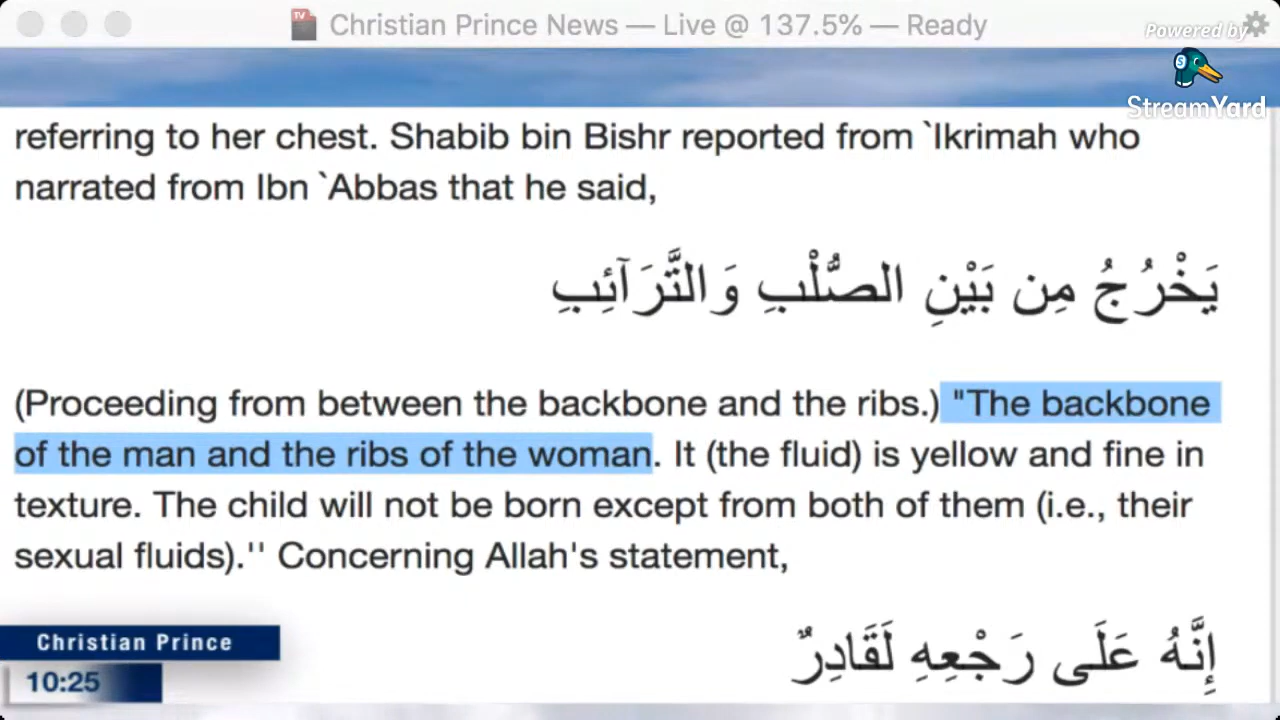 Christian Prince News — Live @ 137.5% — Ready
Powered by
StreamYard
referring to her chest. Shabib bin Bishr reported from `Ikrimah who
narrated from Ibn `Abbas that he said,
يَخْرُجُ مِن بَيْنِ الصُّلْبِ وَالتَّرَآئِبِ
(Proceeding from between the backbone and the ribs.) "The backbone
of the man and the ribs of the woman. It (the fluid) is yellow and fine in
texture. The child will not be born except from both of them (i.e., their
sexual fluids).'' Concerning Allah's statement,
إِنَّهُ عَلَى رَجْعِهِ لَقَادِرٌ
Christian Prince
10:25